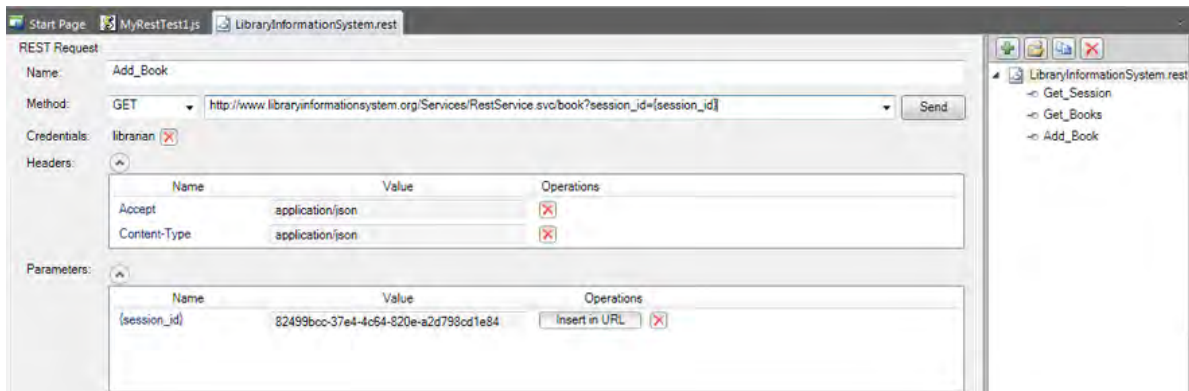 Start Page MyRestTest1.js LibraryInformationSystem.rest
REST Request
Name: Add_Book
Method: GET http://www.libraryinformationsystem.org/Services/RestService.svc/book?session_id={session_id} Send
Credentials: librarian
Headers:
Name Value Operations
Accept application/json
Content-Type application/json
Parameters:
Name Value Operations
{session_id} 82499bcc-37e4-4c64-820e-a2d798cd1e84 Insert in URL
LibraryInformationSystem.rest
Get_Session
Get_Books
Add_Book